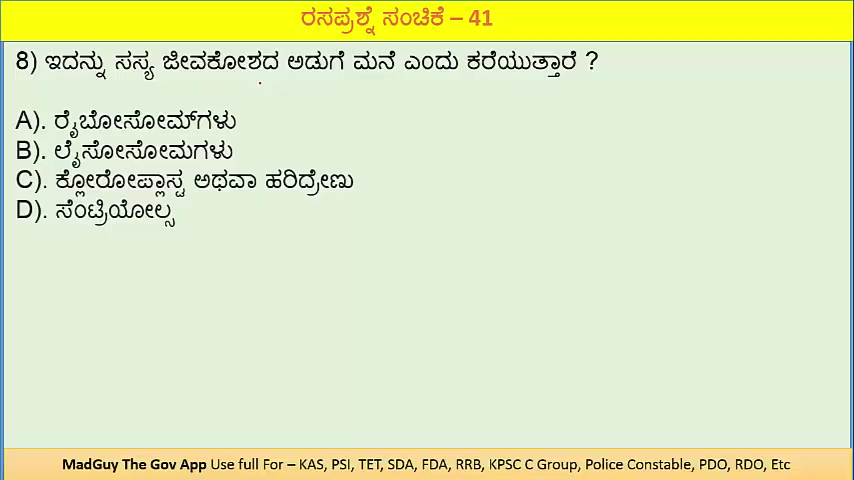 ರಸಪ್ರಶ್ನೆ ಸಂಚಿಕೆ – 41
8) ಇದನ್ನು ಸಸ್ಯ ಜೀವಕೋಶದ ಅಡುಗೆ ಮನೆ ಎಂದು ಕರೆಯುತ್ತಾರೆ ?
A). ರೈಬೋಸೋಮ್‌ಗಳು
B). ಲೈಸೋಸೋಮಗಳು
C). ಕ್ಲೋರೋಪ್ಲಾಸ್ಟ ಅಥವಾ ಹರಿದ್ರೇಣು
D). ಸೆಂಟ್ರಿಯೋಲ್ಸ
MadGuy The Gov App Use full For – KAS, PSI, TET, SDA, FDA, RRB, KPSC C Group, Police Constable, PDO, RDO, Etc